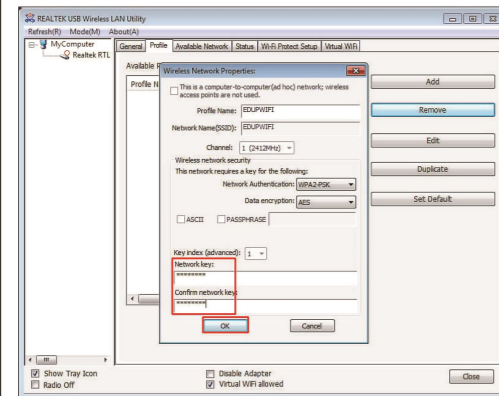 REALTEK USB Wireless LAN Utility
Refresh(R) Mode(M) About(A)
MyComputer
Realtek RTL
General Profile Available Network Status Wi-Fi Protect Setup Virtual WiFi
Available P
Profile N
Wireless Network Properties:
This is a computer-to-computer(ad hoc) network; wireless
access points are not used.
Profile Name: EDUPWIFI
Network Name(SSID): EDUPWIFI
Channel: 1 (2412MHz)
Wireless network security
This network requires a key for the following:
Network Authentication: WPA2-PSK
Data encryption: AES
ASCII PASSPHRASE
Key index (advanced): 1
Network key:
********
Confirm network key:
********
OK Cancel
Add
Remove
Edit
Duplicate
Set Default
Show Tray Icon
Radio Off
Disable Adapter
Virtual WiFi allowed
Close